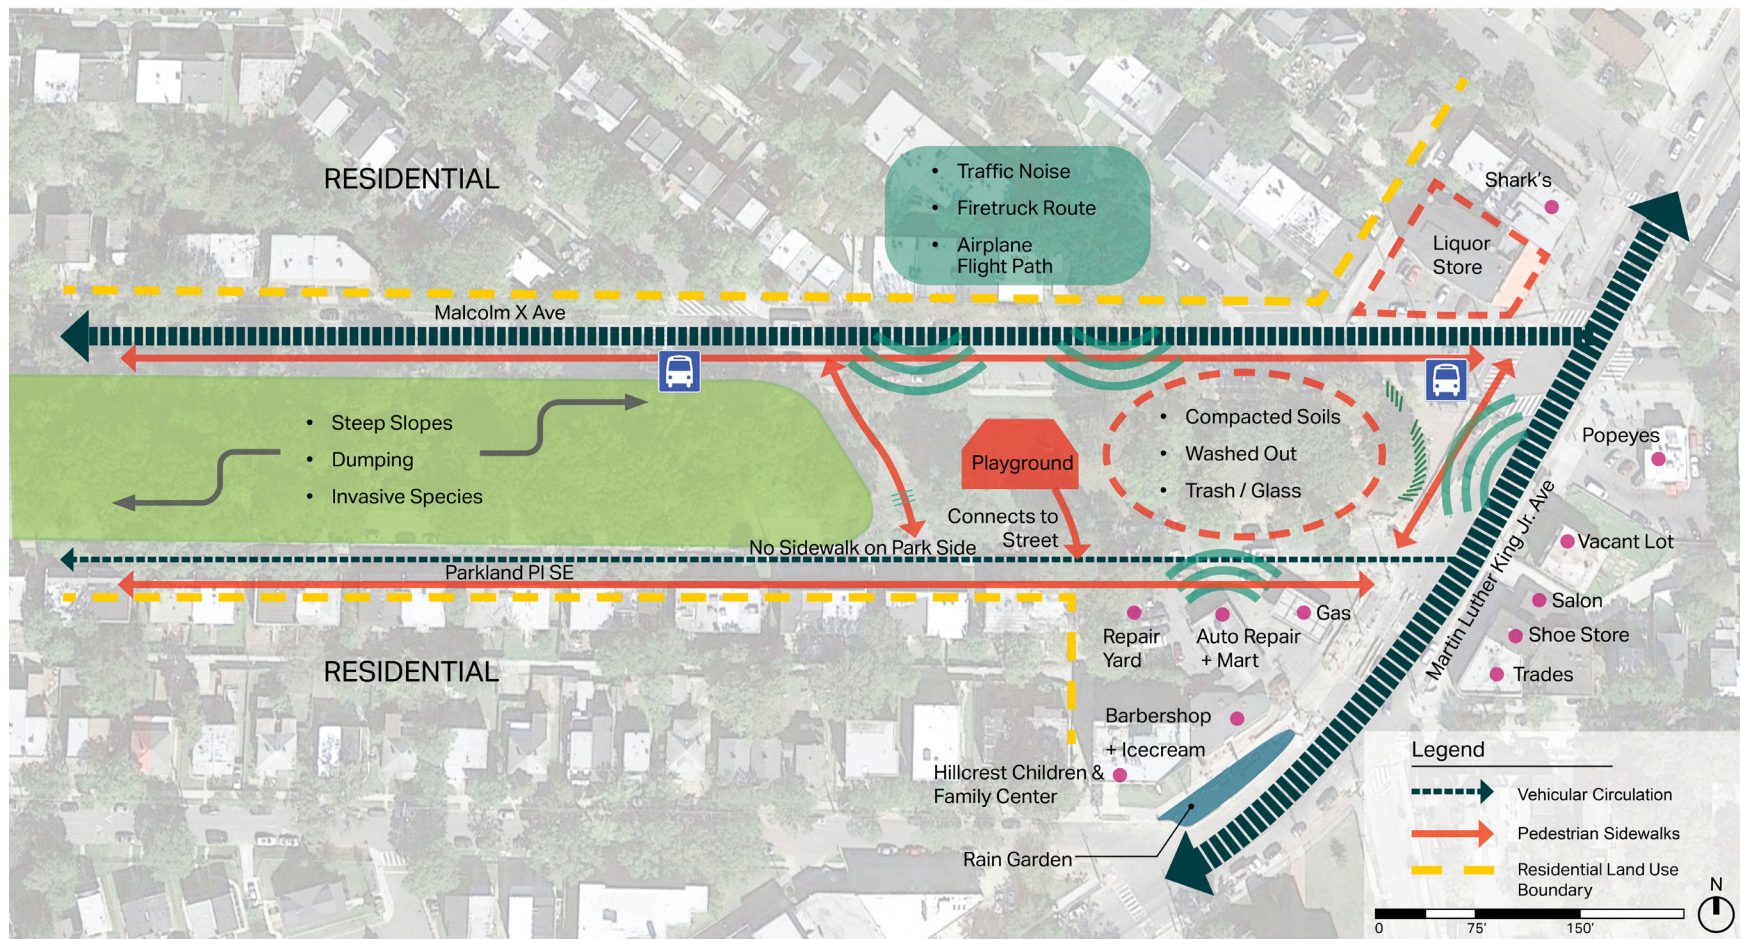 RESIDENTIAL
• Traffic Noise
• Firetruck Route
• Airplane
Flight Path
Shark's
Liquor
Store
Malcolm X Ave
• Steep Slopes
• Dumping
• Invasive Species
Playground
• Compacted Soils
• Washed Out
• Trash / Glass
Popeyes
Connects to
Street
No Sidewalk on Park Side
Parkland Pl SE
Martin Luther King Jr. Ave
Vacant Lot
Salon
Shoe Store
Trades
Repair
Yard
Auto Repair
+ Mart
Gas
RESIDENTIAL
Barbershop
+ Icecream
Hillcrest Children &
Family Center
Rain Garden
Legend
Vehicular Circulation
Pedestrian Sidewalks
Residential Land Use
Boundary
N
0 75' 150'